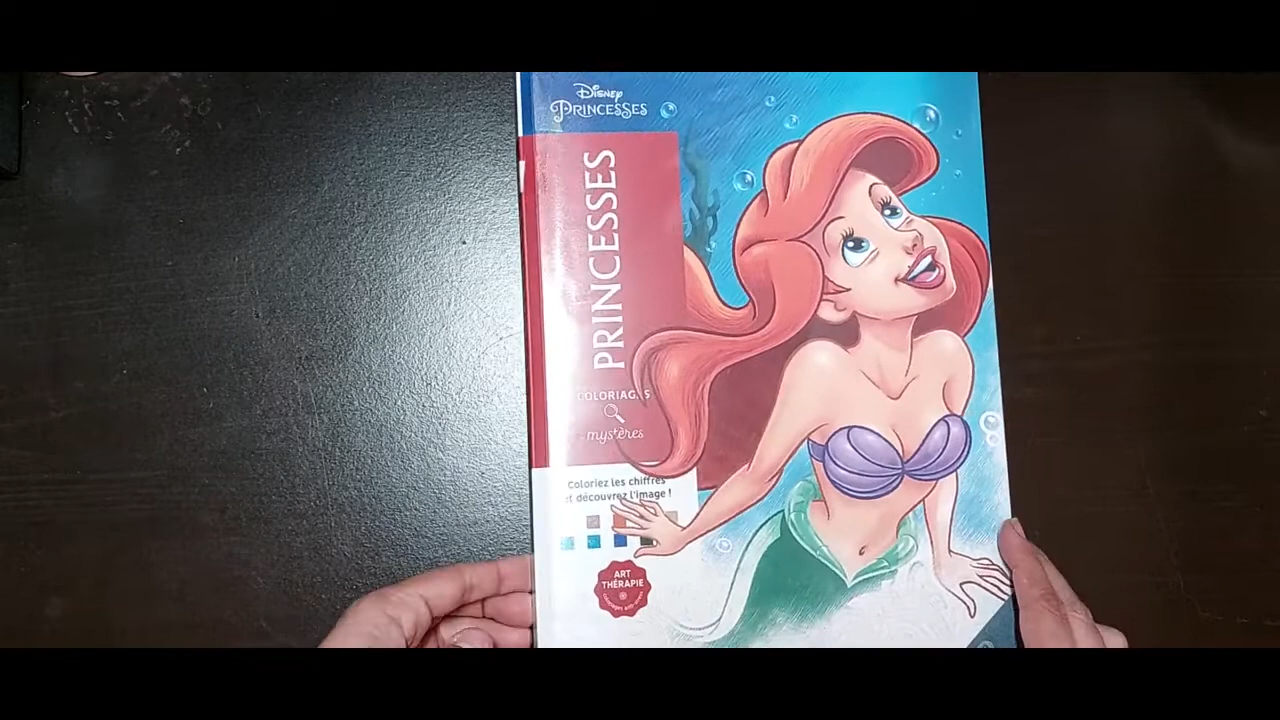 Disney
PRINCESSES
PRINCESSES
COLORIAGES
mystères
Coloriez les chiffres
et découvrez l'image !
ART
THÉRAPIE